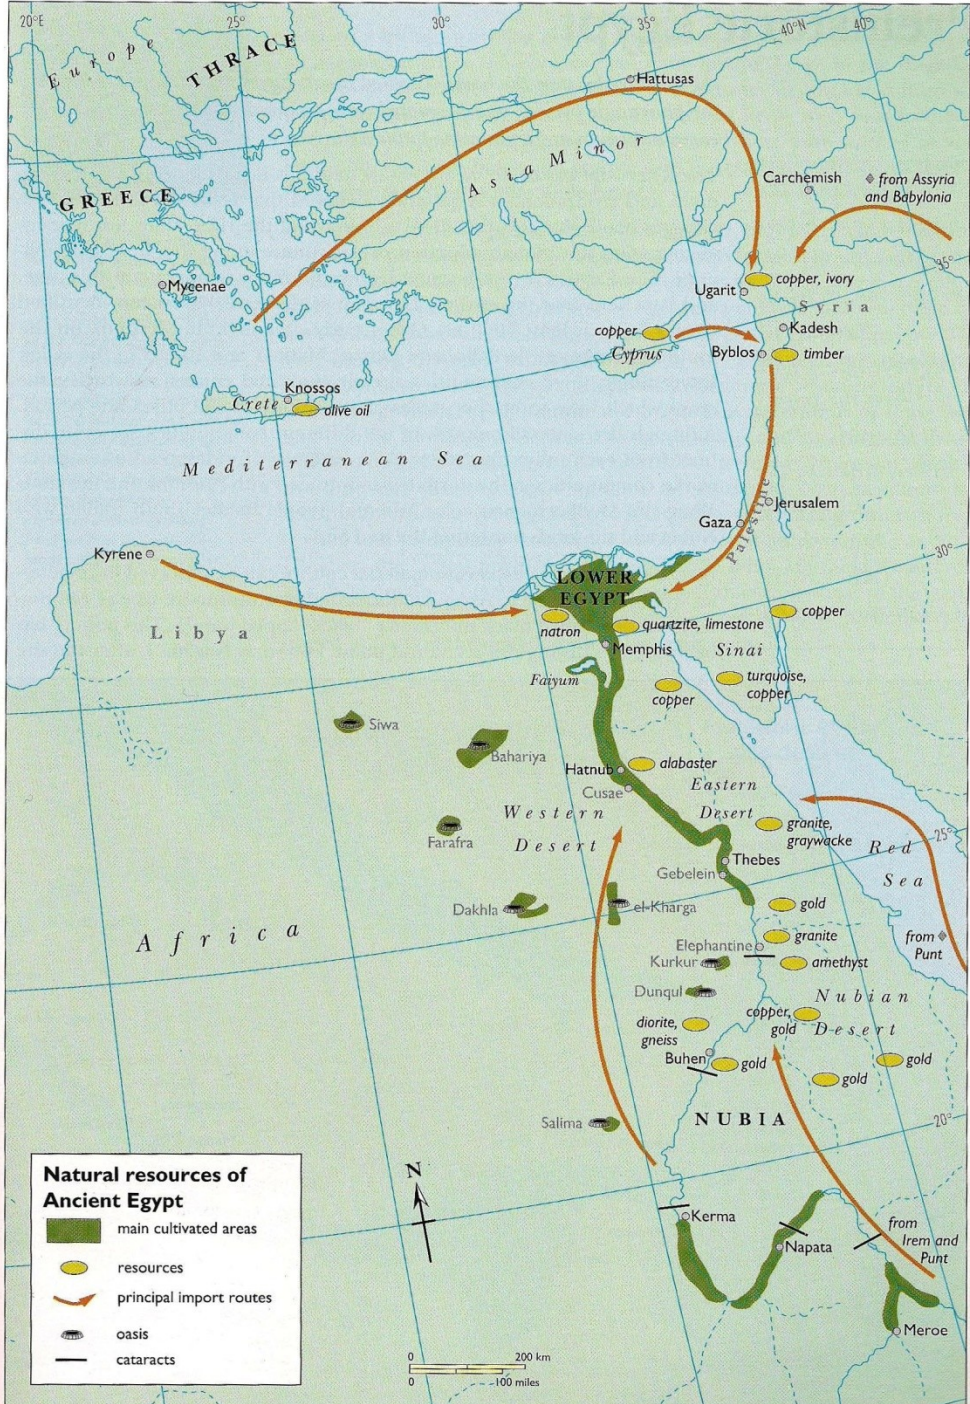 20°E
25°
30°
35°
40°N
40°
Europe
THRACE
Hattusas
Asia Minor
Carchemish
from Assyria
and Babylonia
GREECE
35°
Mycenae
copper, ivory
Ugarit
Syria
copper
Kadesh
Cyprus
Byblos
timber
Knossos
Crete
olive oil
Mediterranean Sea
Jerusalem
Gaza
Palestine
Kyrene
30°
LOWER
EGYPT
copper
natron
quartzite, limestone
Libya
Memphis
Sinai
Faiyum
turquoise,
copper
copper
Siwa
Bahariya
Hatnub
alabaster
Cusae
Eastern
Desert
Western
Desert
granite,
graywacke
25°
Farafra
Red
Sea
Thebes
Gebelein
Dakhla
el-Kharga
gold
Africa
granite
from
Punt
Elephantine
Kurkur
amethyst
Dunqul
Nubian
Desert
copper,
gold
diorite,
gneiss
Buhen
gold
gold
gold
Salima
NUBIA
20°
Natural resources of
Ancient Egypt
main cultivated areas
resources
principal import routes
oasis
cataracts
N
Kerma
Napata
from
Irem and
Punt
Meroe
0
200 km
0
100 miles